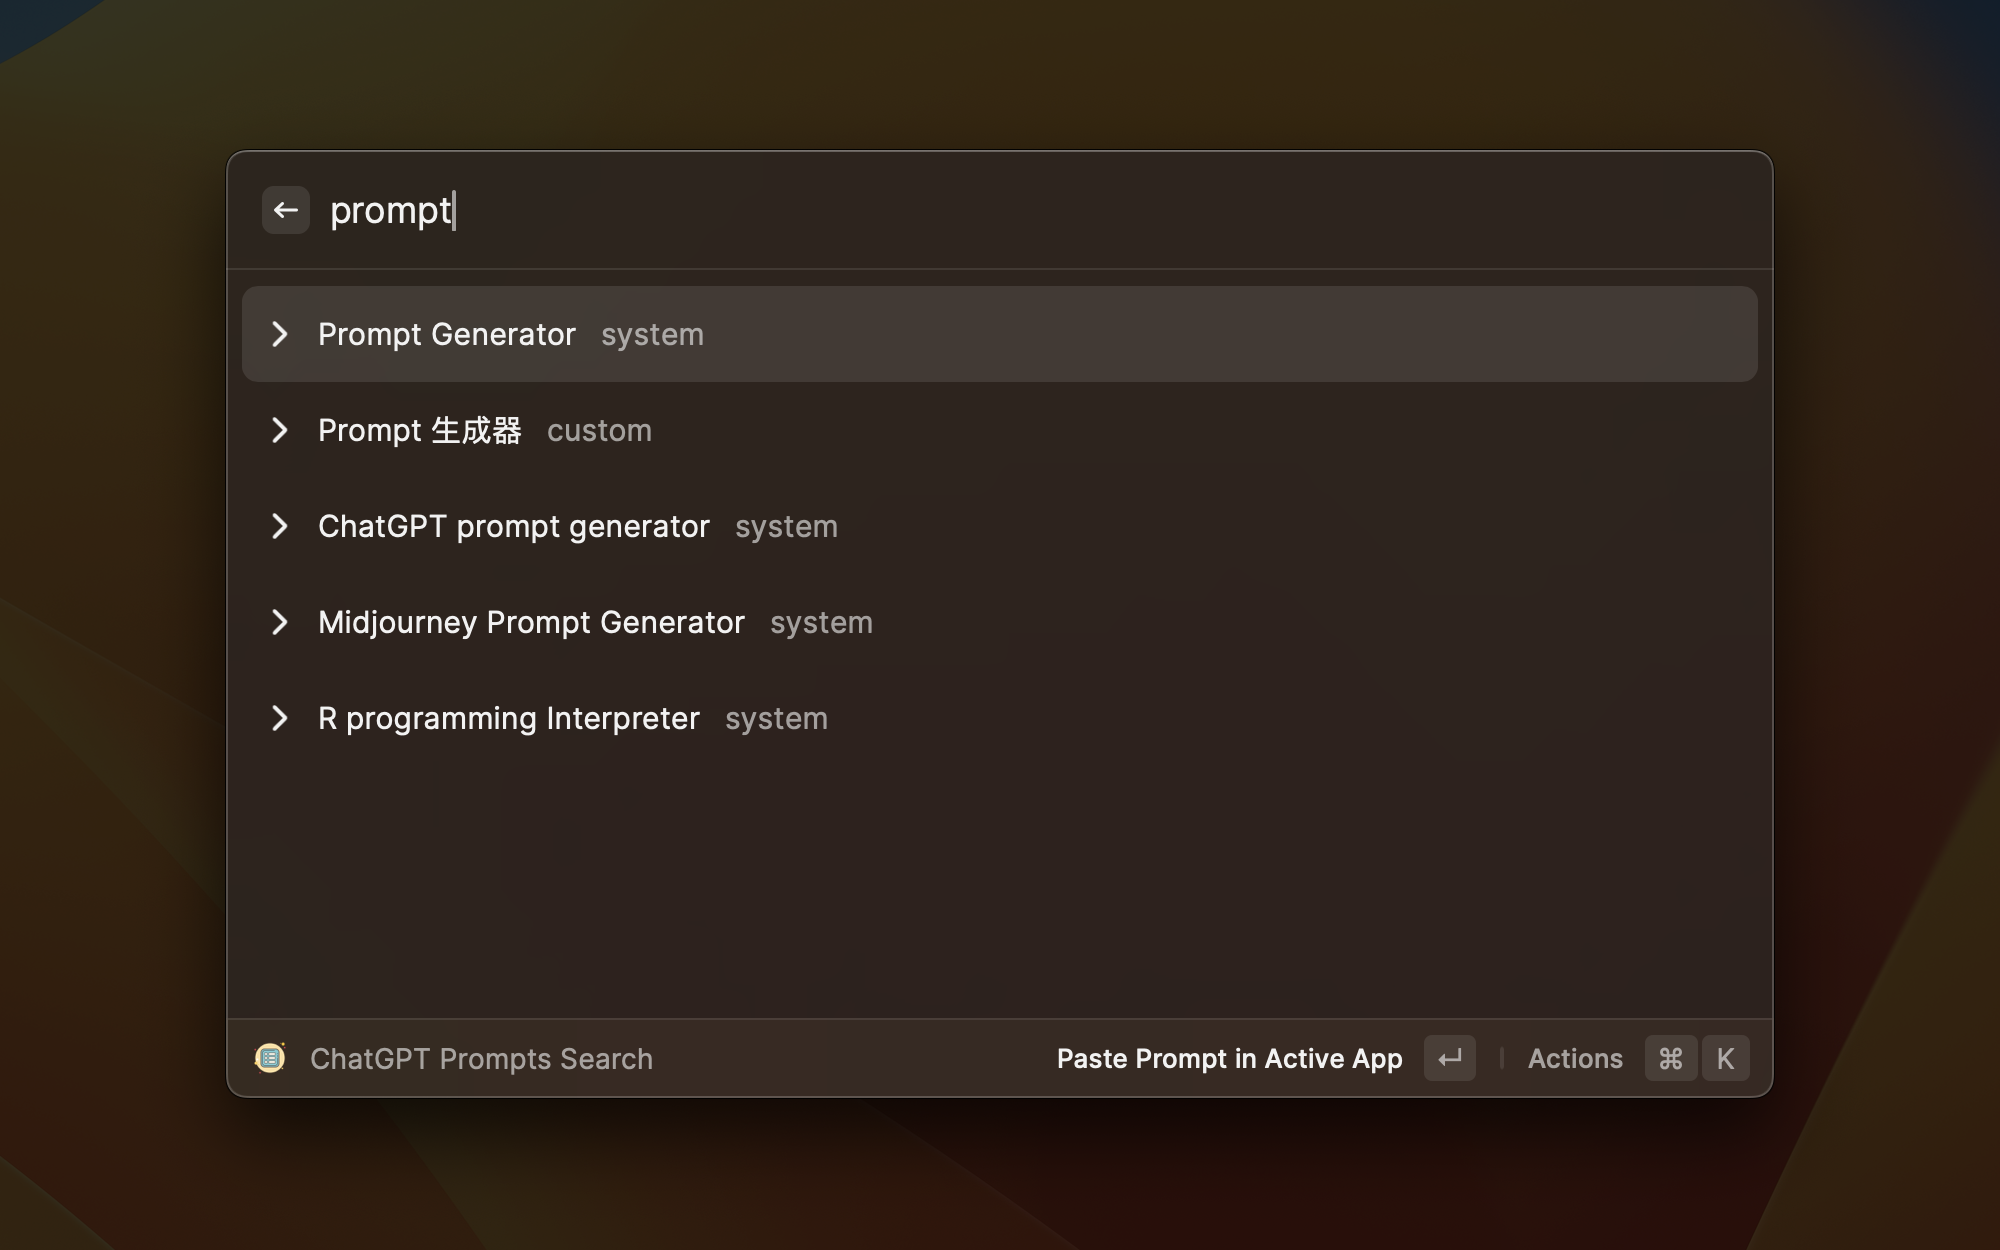 prompt
Prompt Generator system
Prompt 生成器 custom
ChatGPT prompt generator system
Midjourney Prompt Generator system
R programming Interpreter system
ChatGPT Prompts Search Paste Prompt in Active App ↵ Actions ⌘ K